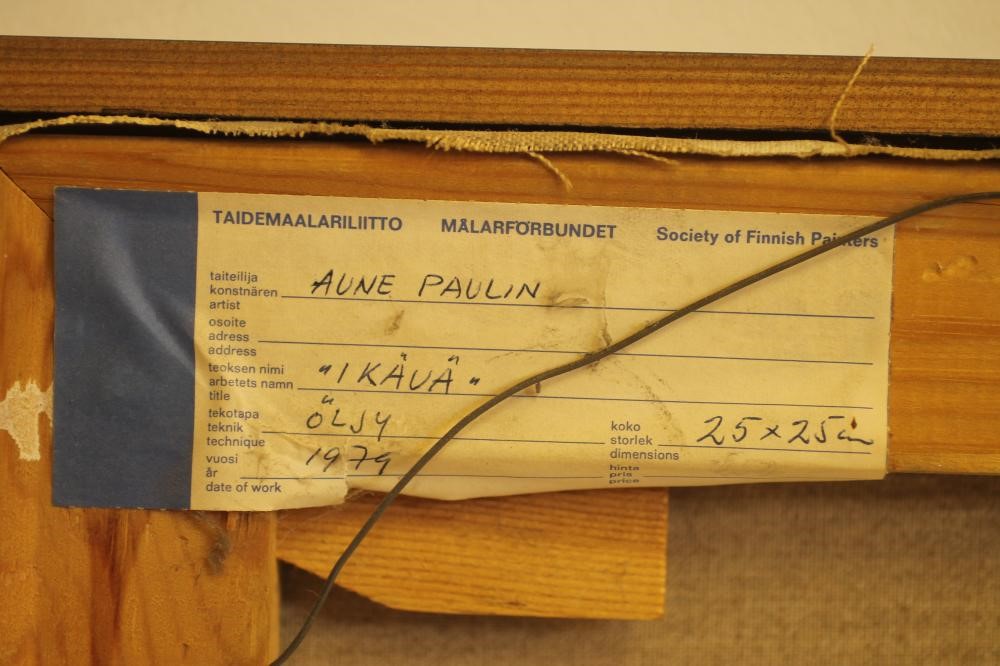 TAIDEMAALARILIITTO MÅLARFÖRBUNDET Society of Finnish Painters
taiteilija
konstnären AUNE PAULIN
artist
osoite
adress
address
teoksen nimi
arbetets namn "IKÄVÄ"
title
tekotapa ÖLJY
teknik
technique
koko 25x25cm
storlek
dimensions
vuosi 1979
år
date of work
hinta
pris
price